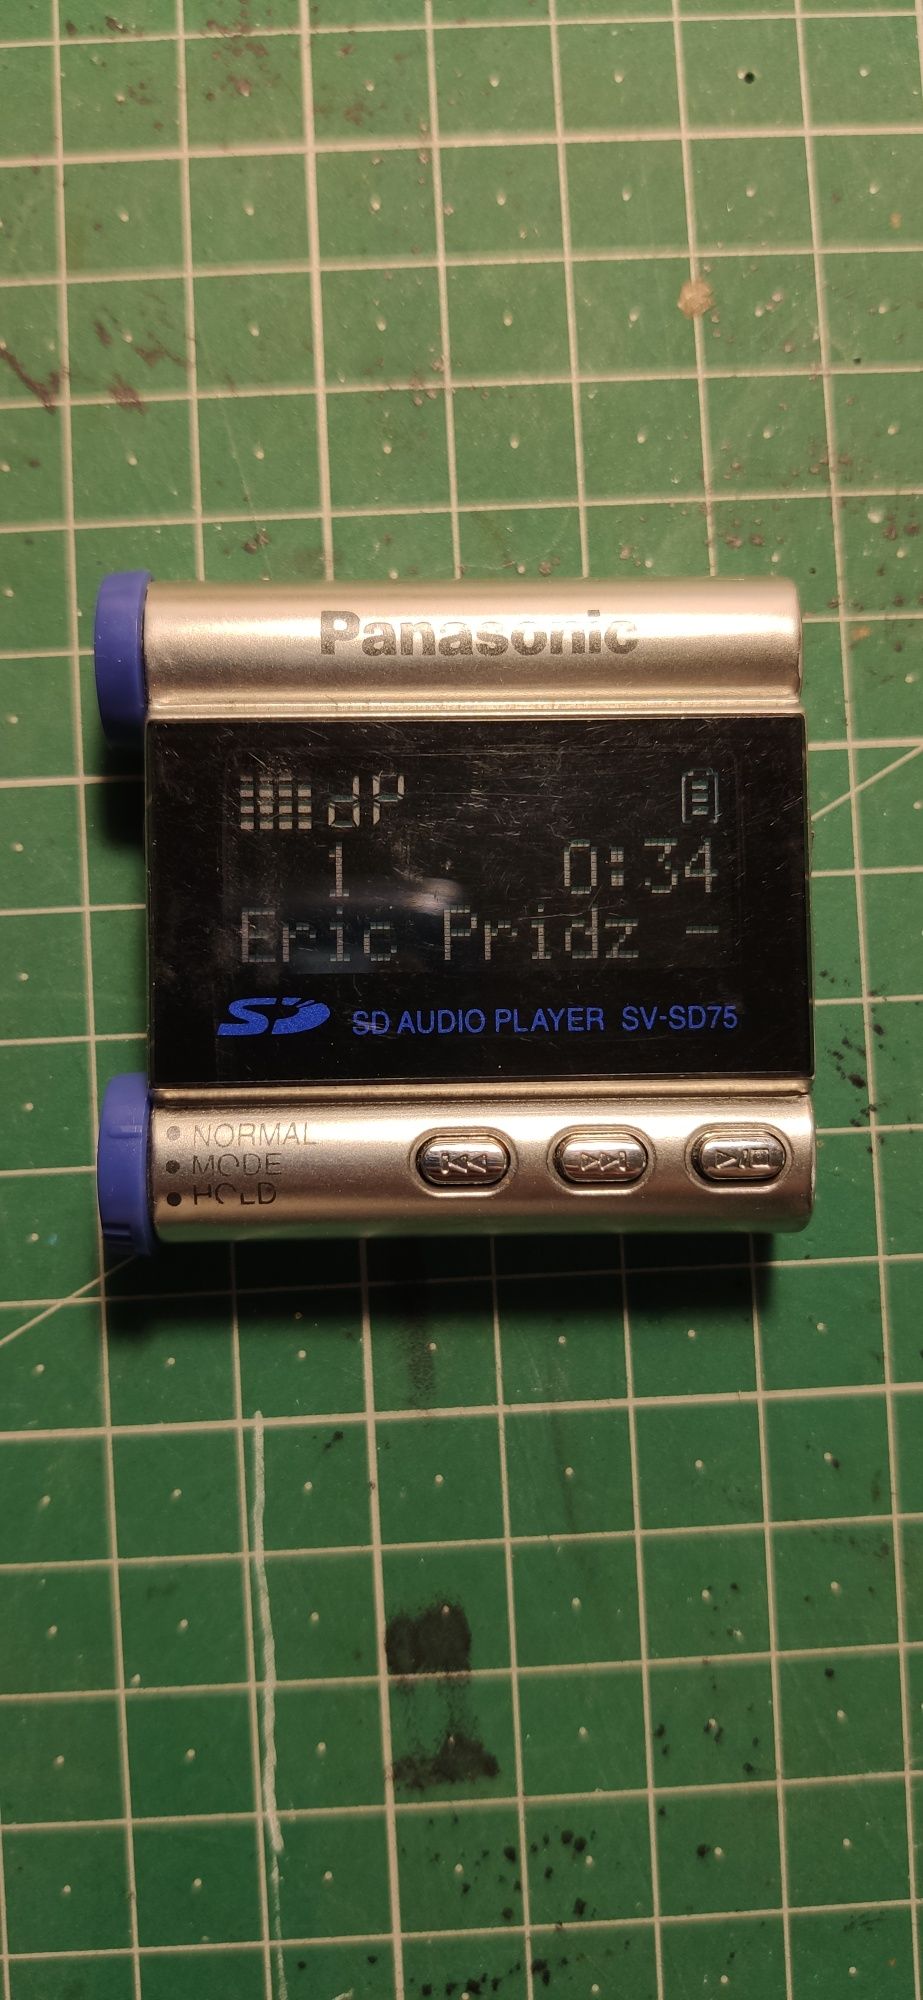 Panasonic
dP
1 0:34
Eric Pridz -
SD SD AUDIO PLAYER SV-SD75
NORMAL
MODE
HOLD